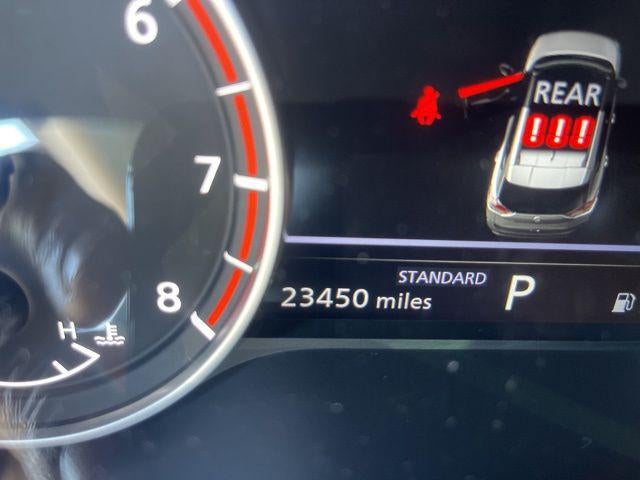 6
REAR
! ! !
7
STANDARD
8
23450 miles P
H